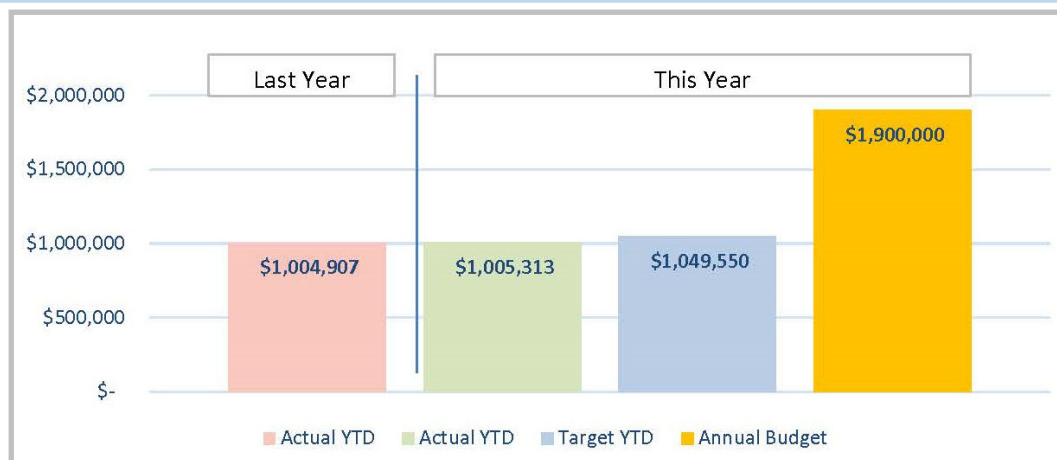 Last Year
This Year
$2,000,000
$1,900,000
$1,500,000
$1,000,000
$1,004,907
$1,005,313
$1,049,550
$500,000
$-
Actual YTD
Actual YTD
Target YTD
Annual Budget